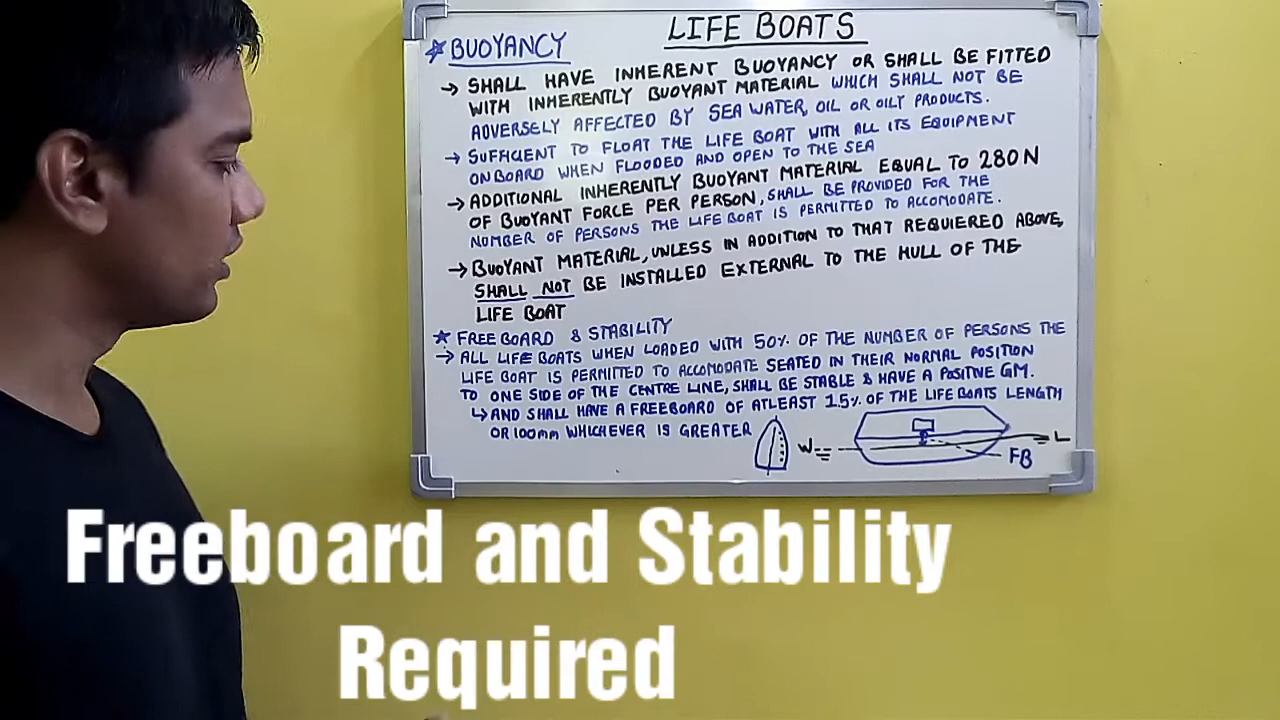 LIFE BOATS
* BUOYANCY
→ SHALL HAVE INHERENT BUOYANCY OR SHALL BE FITTED
WITH INHERENTLY BUOYANT MATERIAL WHICH SHALL NOT BE
ADVERSELY AFFECTED BY SEA WATER, OIL OR OILY PRODUCTS.
→ SUFFICIENT TO FLOAT THE LIFE BOAT WITH ALL ITS EQUIPMENT
ONBOARD WHEN FLOODED AND OPEN TO THE SEA
→ ADDITIONAL INHERENTLY BUOYANT MATERIAL EQUAL TO 280 N
OF BUOYANT FORCE PER PERSON, SHALL BE PROVIDED FOR THE
NUMBER OF PERSONS THE LIFE BOAT IS PERMITTED TO ACCOMODATE.
→ BUOYANT MATERIAL, UNLESS IN ADDITION TO THAT REQUIERED ABOVE,
SHALL NOT BE INSTALLED EXTERNAL TO THE HULL OF THE
LIFE BOAT
★ FREEBOARD & STABILITY
→ ALL LIFE BOATS WHEN LOADED WITH 50% OF THE NUMBER OF PERSONS THE
LIFE BOAT IS PERMITTED TO ACCOMODATE SEATED IN THEIR NORMAL POSITION
TO ONE SIDE OF THE CENTRE LINE, SHALL BE STABLE & HAVE A POSITIVE GM.
↳ AND SHALL HAVE A FREEBOARD OF ATLEAST 1.5% OF THE LIFE BOATS LENGTH
OR 100mm WHICHEVER IS GREATER
W L
FB
Freeboard and Stability
Required